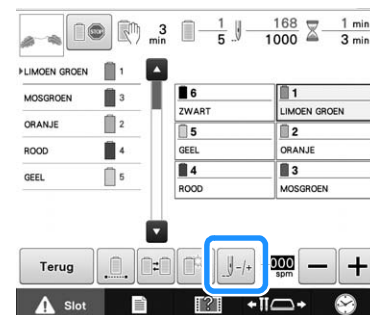 3 min
1 5
168 1000
1 min 3 min
LIMOEN GROEN 1
MOSGROEN 3
ORANJE 2
ROOD 4
GEEL 5
6 ZWART
1 LIMOEN GROEN
5 GEEL
2 ORANJE
4 ROOD
3 MOSGROEN
Terug
-/+
000 spm
− +
Slot